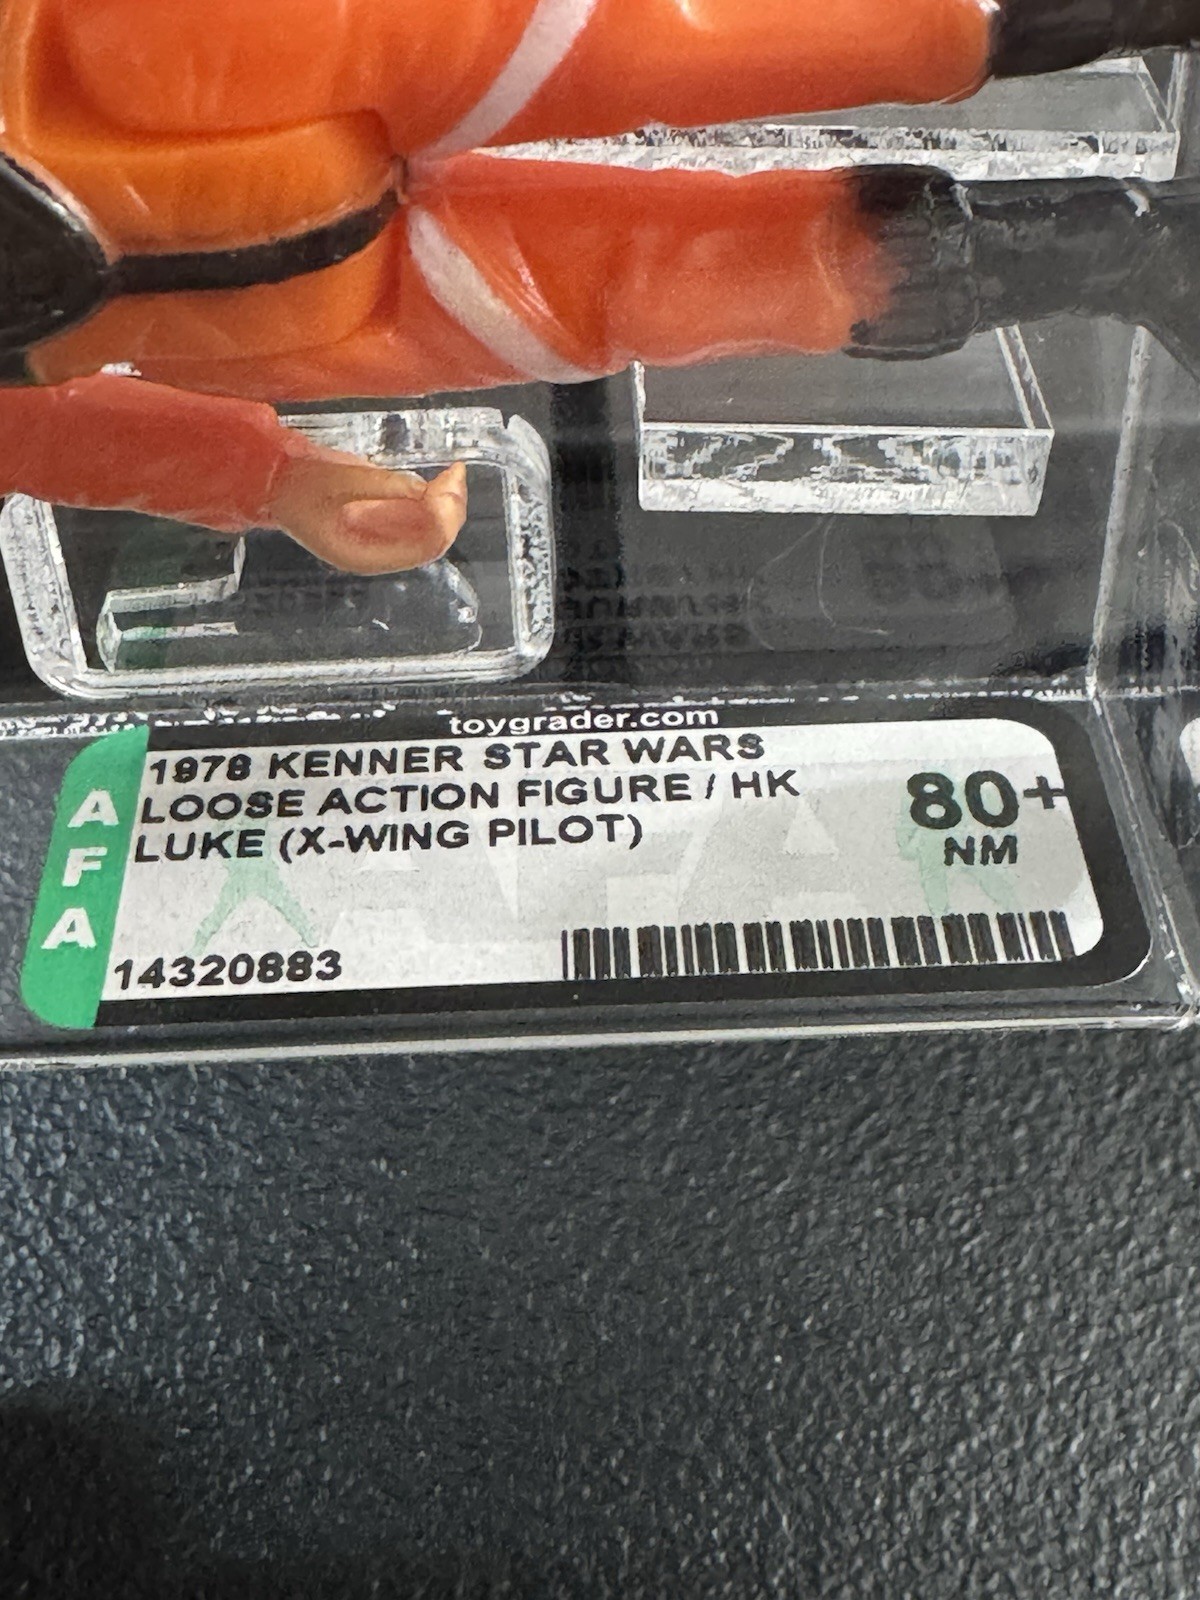 toygrader.com
1978 KENNER STAR WARS
LOOSE ACTION FIGURE / HK
LUKE (X-WING PILOT)
80+
NM
AFA
14320883